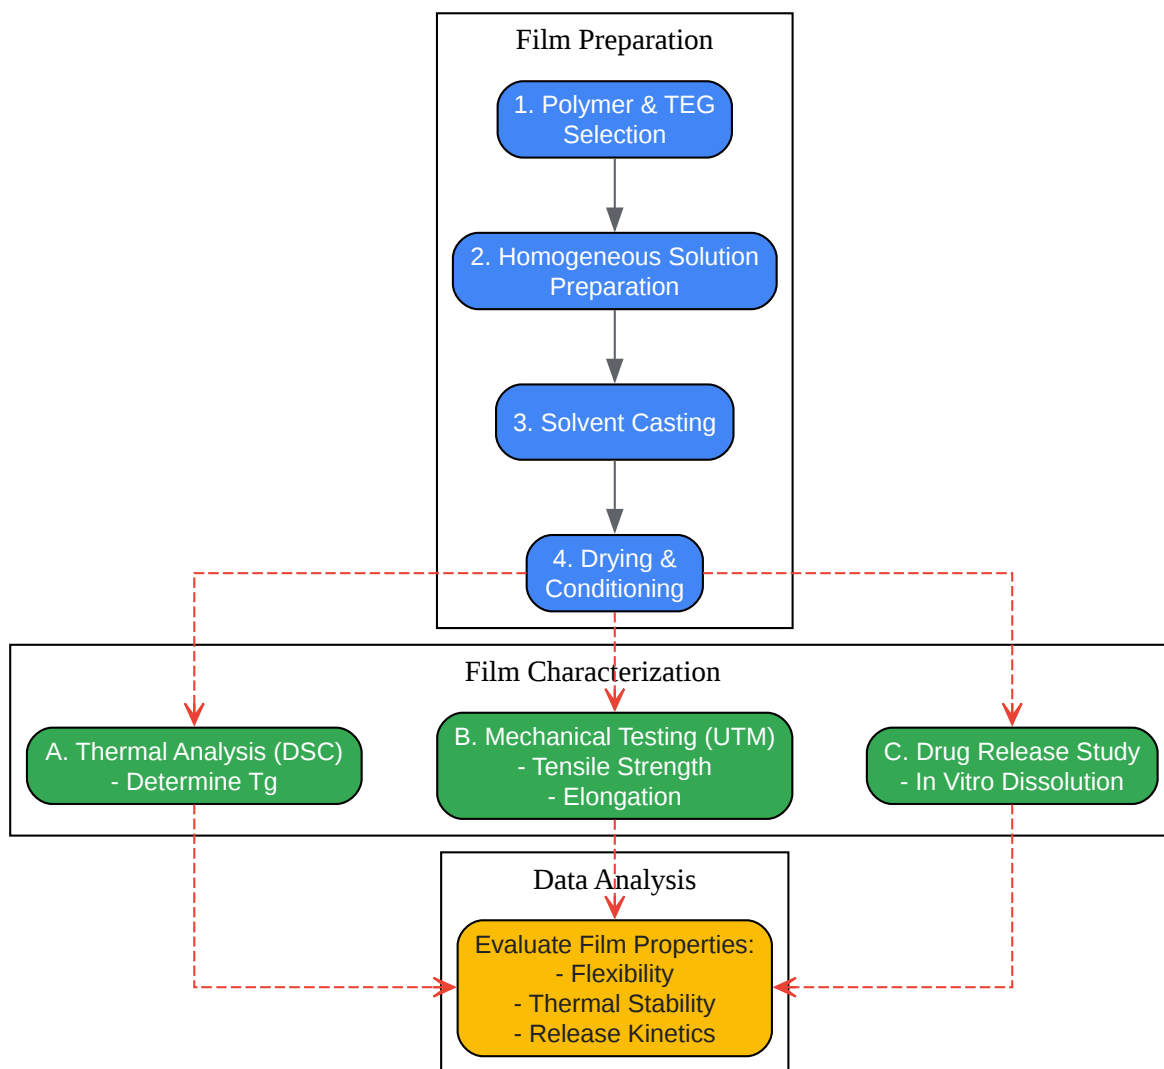 Film Preparation
1. Polymer & TEG
Selection
2. Homogeneous Solution
Preparation
3. Solvent Casting
4. Drying &
Conditioning
Film Characterization
A. Thermal Analysis (DSC)
- Determine Tg
B. Mechanical Testing (UTM)
- Tensile Strength
- Elongation
C. Drug Release Study
- In Vitro Dissolution
Data Analysis
Evaluate Film Properties:
- Flexibility
- Thermal Stability
- Release Kinetics